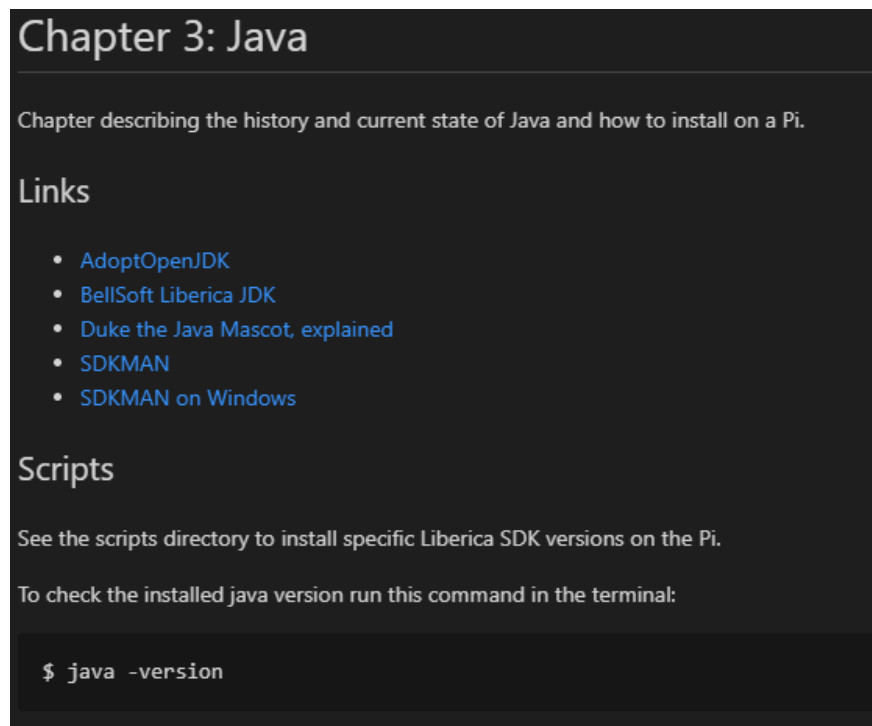 Chapter 3: Java
Chapter describing the history and current state of Java and how to install on a Pi.
Links
• AdoptOpenJDK
• BellSoft Liberica JDK
• Duke the Java Mascot, explained
• SDKMAN
• SDKMAN on Windows
Scripts
See the scripts directory to install specific Liberica SDK versions on the Pi.
To check the installed java version run this command in the terminal:
$ java -version